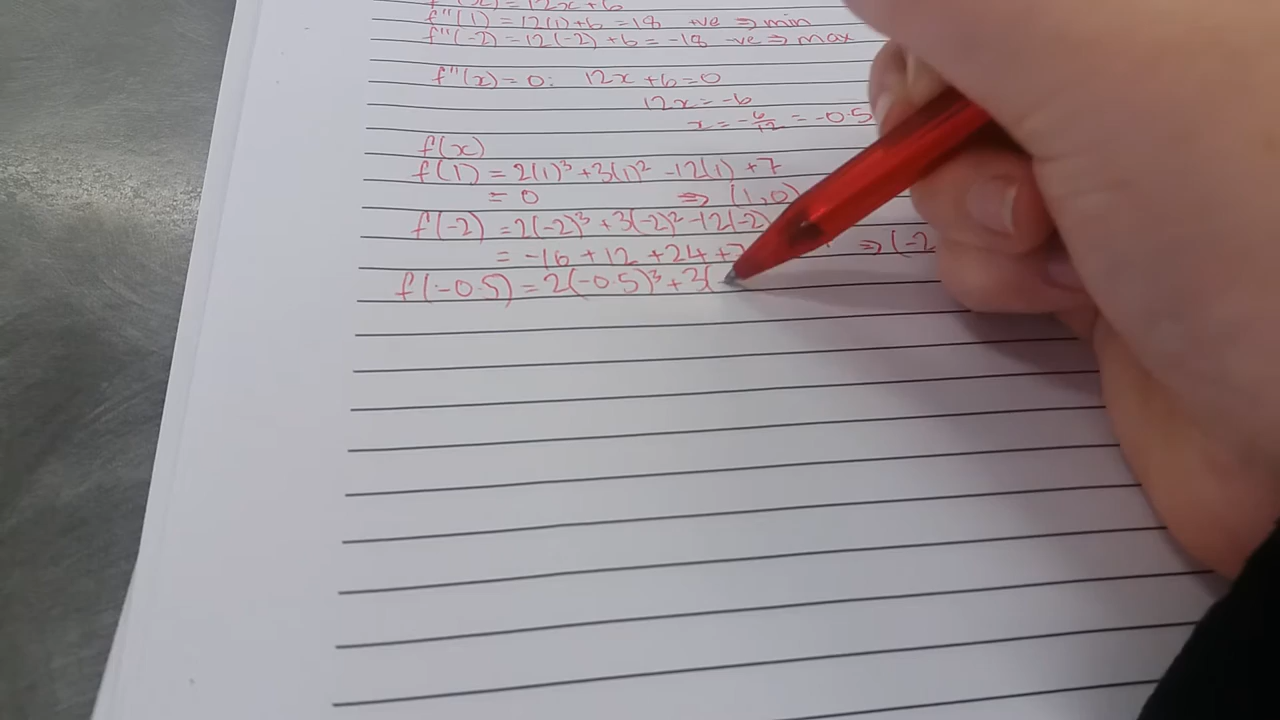 f''(x) = 12x + 6
f''(1) = 12(1) + 6 = 18 +ve ⇒ min
f''(-2) = 12(-2) + 6 = -18 -ve ⇒ max
f''(x) = 0: 12x + 6 = 0
12x = -6
x = -6/12 = -0.5
f(x)
f(1) = 2(1)³ + 3(1)² - 12(1) + 7
= 0 ⇒ (1,0)
f(-2) = 2(-2)³ + 3(-2)² - 12(-2)
= -16 + 12 + 24 + 7 ⇒ (-2
f(-0.5) = 2(-0.5)³ + 3(